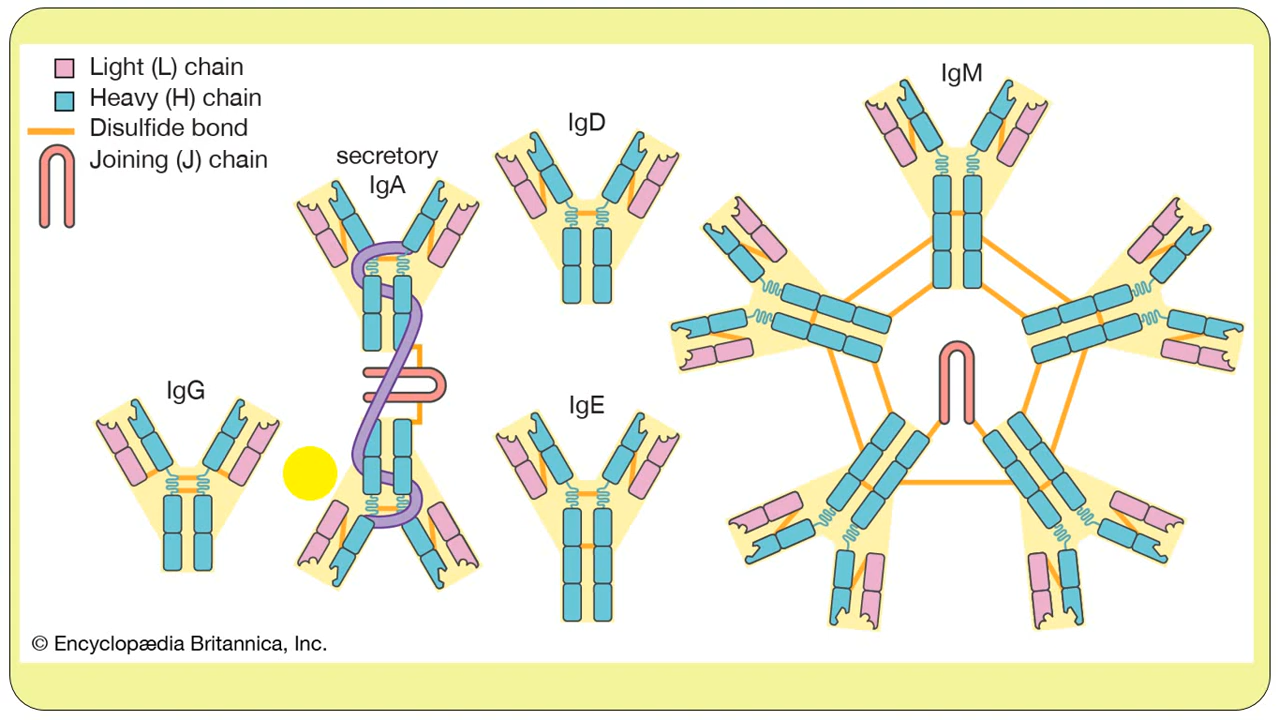 Light (L) chain
Heavy (H) chain
Disulfide bond
Joining (J) chain
secretory
IgA
IgD
IgM
IgG
IgE
© Encyclopædia Britannica, Inc.